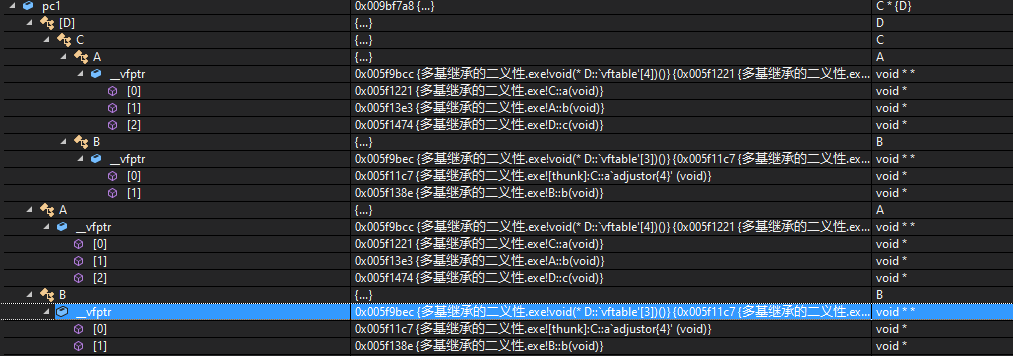 pc1 0x009bf7a8 {...} C * {D}
[D] {...} D
C {...} C
A {...} A
__vfptr 0x005f9bcc {多基继承的二义性.exe!void(* D::`vftable'[4])()} {0x005f1221 {多基继承的二义性.ex... void * *
[0] 0x005f1221 {多基继承的二义性.exe!C::a(void)} void *
[1] 0x005f13e3 {多基继承的二义性.exe!A::b(void)} void *
[2] 0x005f1474 {多基继承的二义性.exe!D::c(void)} void *
B {...} B
__vfptr 0x005f9bec {多基继承的二义性.exe!void(* D::`vftable'[3])()} {0x005f11c7 {多基继承的二义性.ex... void * *
[0] 0x005f11c7 {多基继承的二义性.exe![thunk]:C::a`adjustor{4}' (void)} void *
[1] 0x005f138e {多基继承的二义性.exe!B::b(void)} void *
A {...} A
__vfptr 0x005f9bcc {多基继承的二义性.exe!void(* D::`vftable'[4])()} {0x005f1221 {多基继承的二义性.ex... void * *
[0] 0x005f1221 {多基继承的二义性.exe!C::a(void)} void *
[1] 0x005f13e3 {多基继承的二义性.exe!A::b(void)} void *
[2] 0x005f1474 {多基继承的二义性.exe!D::c(void)} void *
B {...} B
__vfptr 0x005f9bec {多基继承的二义性.exe!void(* D::`vftable'[3])()} {0x005f11c7 {多基继承的二义性.ex... void * *
[0] 0x005f11c7 {多基继承的二义性.exe![thunk]:C::a`adjustor{4}' (void)} void *
[1] 0x005f138e {多基继承的二义性.exe!B::b(void)} void *